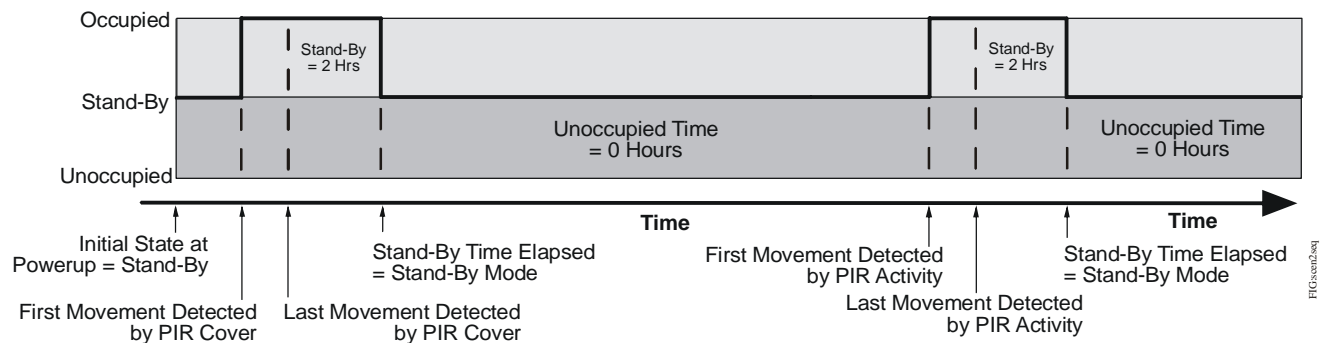 Occupied
Stand-By
= 2 Hrs
Stand-By
= 2 Hrs
Stand-By
Unoccupied Time
= 0 Hours
Unoccupied Time
= 0 Hours
Unoccupied
Time
Time
Initial State at
Powerup = Stand-By
Stand-By Time Elapsed
= Stand-By Mode
First Movement Detected
by PIR Activity
Stand-By Time Elapsed
= Stand-By Mode
First Movement Detected
by PIR Cover
Last Movement Detected
by PIR Cover
Last Movement Detected
by PIR Activity
FIG:scen2seq